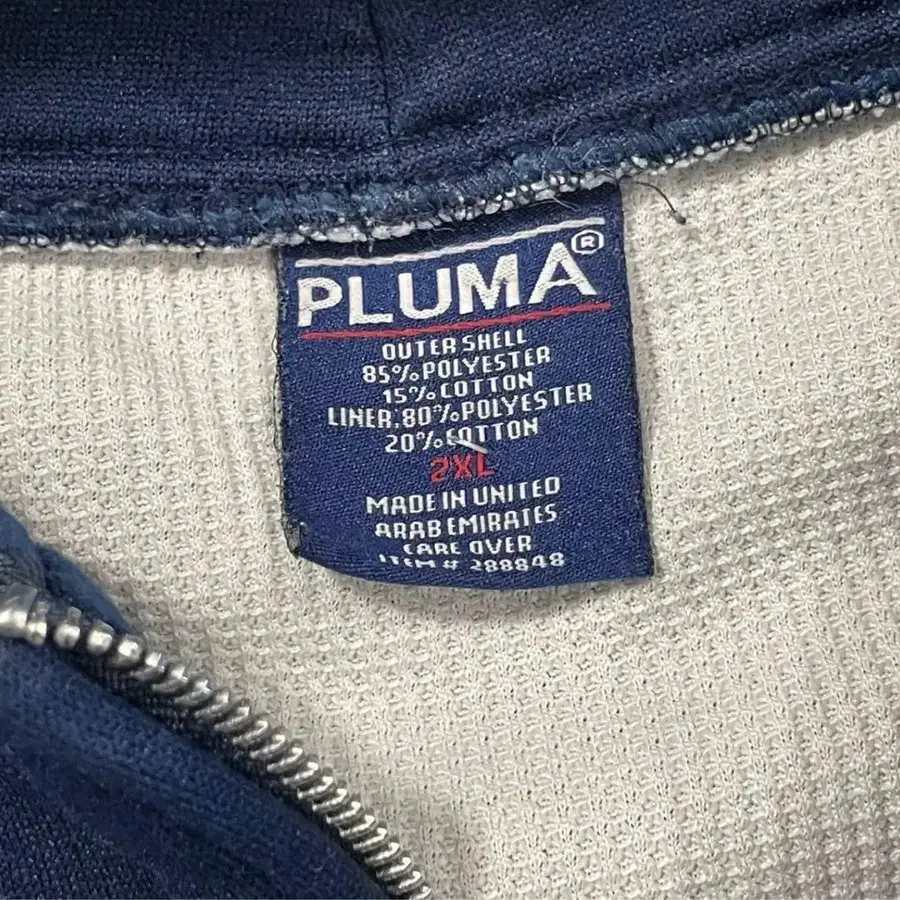 PLUMA®
OUTER SHELL
85% POLYESTER
15% COTTON
LINER.80% POLYESTER
20% COTTON
2XL
MADE IN UNITED
ARAB EMIRATES
CARE OVER
ITEM # 288848